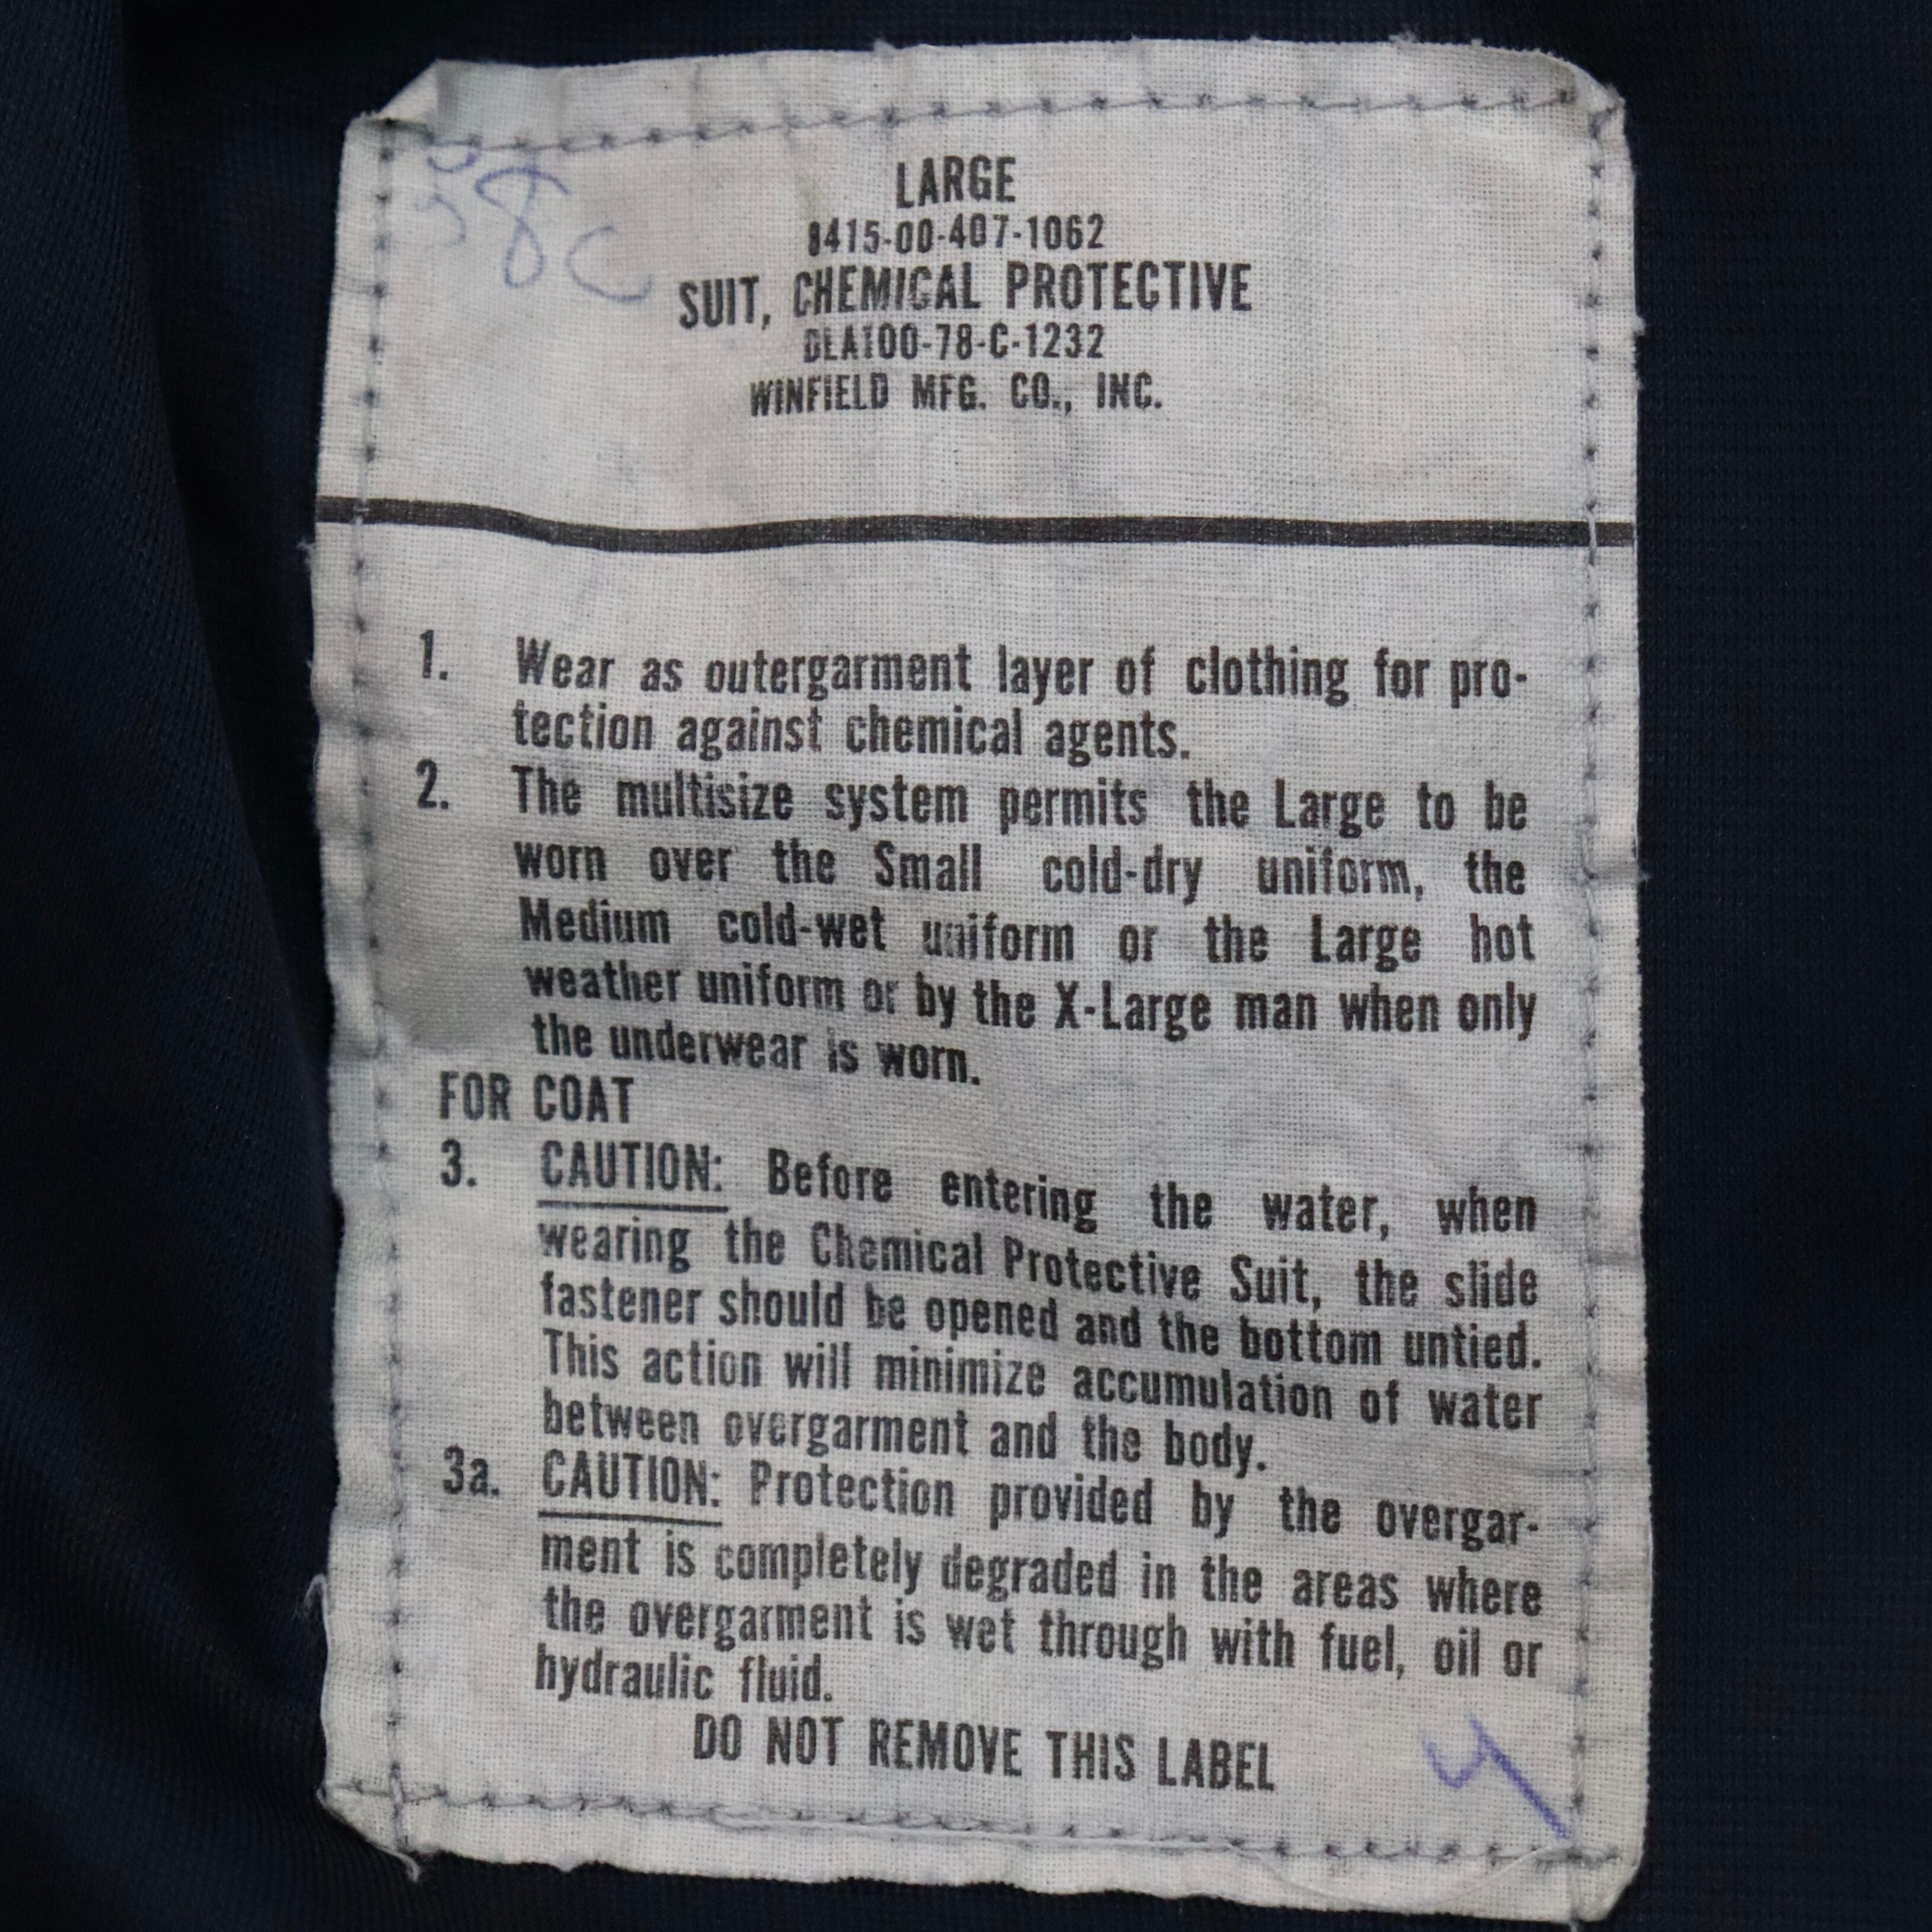 38C
LARGE
8415-00-407-1062
SUIT, CHEMICAL PROTECTIVE
DLA100-78-C-1232
WINFIELD MFG. CO., INC.
1. Wear as outergarment layer of clothing for pro-
tection against chemical agents.
2. The multisize system permits the Large to be
worn over the Small cold-dry uniform, the
Medium cold-wet uniform or the Large hot
weather uniform or by the X-Large man when only
the underwear is worn.
FOR COAT
3. CAUTION: Before entering the water, when
wearing the Chemical Protective Suit, the slide
fastener should be opened and the bottom untied.
This action will minimize accumulation of water
between overgarment and the body.
3a. CAUTION: Protection provided by the overgar-
ment is completely degraded in the areas where
the overgarment is wet through with fuel, oil or
hydraulic fluid.
DO NOT REMOVE THIS LABEL